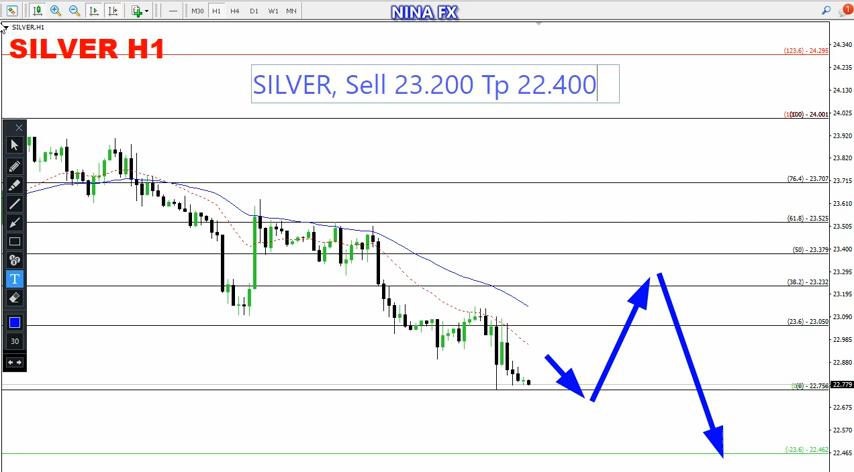 M30 H1 H4 D1 W1 MN
NINA FX
SILVER.H1
SILVER H1
SILVER, Sell 23.200 Tp 22.400
(123.6) - 24.295
(100) - 24.001
(76.4) - 23.707
(61.8) - 23.525
(50) - 23.379
(38.2) - 23.232
(23.6) - 23.050
(0) - 22.756
(-23.6) - 22.462
24.340
24.235
24.130
24.025
23.920
23.820
23.715
23.610
23.505
23.400
23.295
23.190
23.090
22.985
22.880
22.779
22.675
22.570
22.465
T
30
1